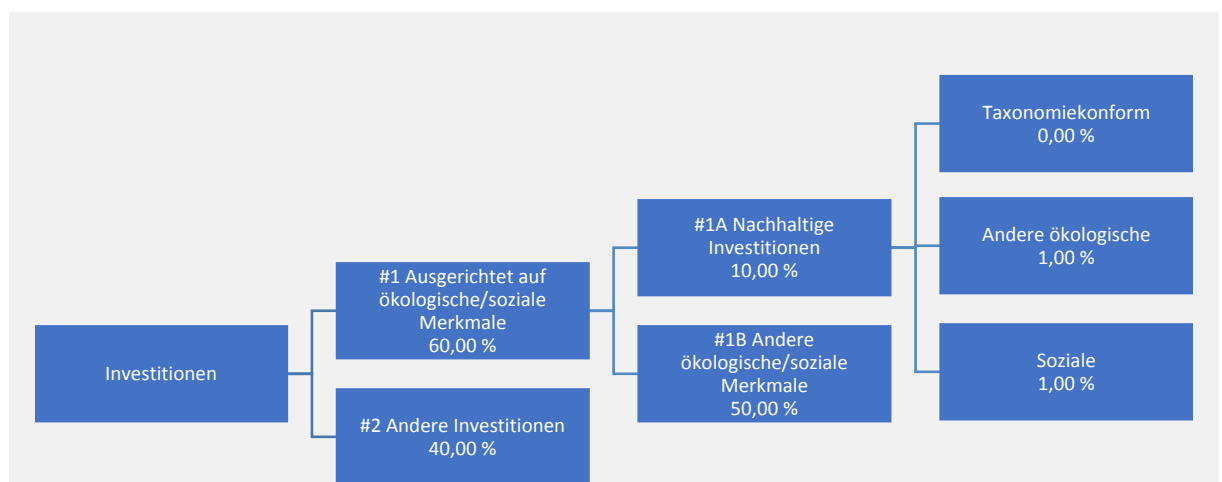 Investitionen
#1 Ausgerichtet auf
ökologische/soziale
Merkmale
60,00 %
#2 Andere Investitionen
40,00 %
#1A Nachhaltige
Investitionen
10,00 %
#1B Andere
ökologische/soziale
Merkmale
50,00 %
Taxonomiekonform
0,00 %
Andere ökologische
1,00 %
Soziale
1,00 %